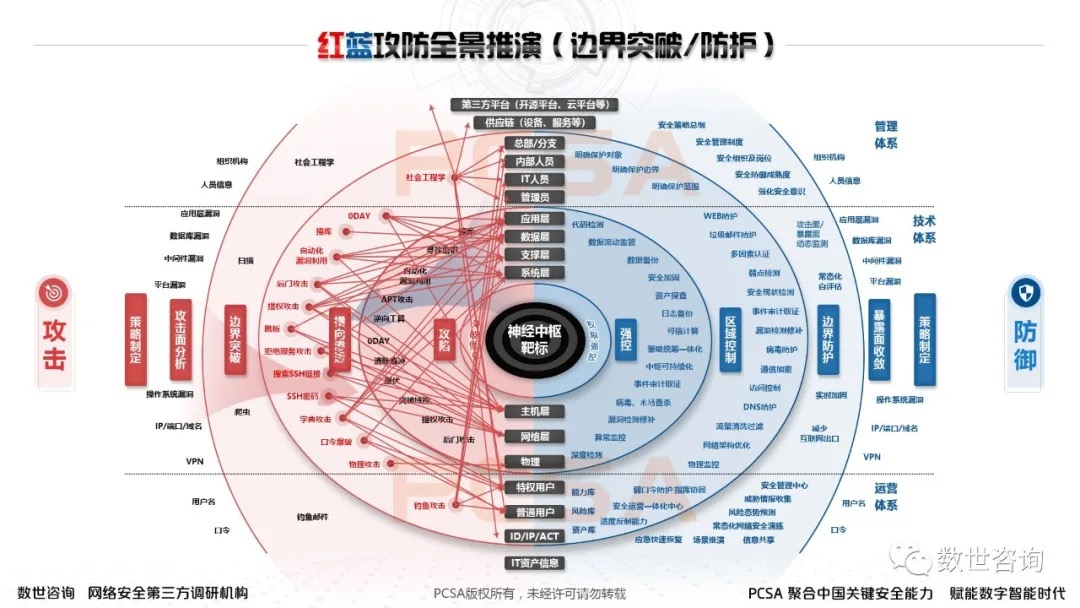 红蓝攻防全景推演（边界突破/防护）
第三方平台（开源平台、云平台等）
供应链（设备、服务等）
总部/分支
内部人员
IT人员
管理员
应用层
数据层
支撑层
系统层
神经中枢
靶标
主机层
网络层
物理
特权用户
普通用户
ID/IP/ACT
IT资产信息
攻击
策略制定
攻击面分析
边界突破
横向渗透
攻陷
组织机构
人员信息
社会工程学
社会工程学
应用层漏洞
数据库漏洞
中间件漏洞
平台漏洞
扫描
操作系统漏洞
爬虫
IP/端口/域名
VPN
用户名
口令
钓鱼邮件
0DAY
撞库
自动化
漏洞利用
后门攻击
提权攻击
跳板
拒绝服务攻击
搜索SSH链接
SSH密码
字典攻击
口令爆破
物理攻击
钓鱼攻击
自动化
漏洞利用
APT攻击
逆向工具
0DAY
清除痕迹
潜伏
提权攻击
后门攻击
权限强控
强控
区域控制
边界防护
暴露面收敛
策略制定
防御
管理
体系
技术
体系
运营
体系
安全策略总纲
安全管理制度
安全组织及岗位
安全防御成熟度
强化安全意识
明确保护对象
明确保护边界
明确保护范围
组织机构
人员信息
代码检测
数据流动监管
数据备份
安全加固
资产探查
日志备份
可信计算
策略统筹一体化
中枢可持续化
事件审计取证
病毒、木马查杀
漏洞检测修补
异常监控
深度检测
WEB防护
垃圾邮件防护
多因素认证
弱点检测
安全现状检测
事件审计取证
漏洞检测修补
病毒防护
通信加密
访问控制
DNS防护
流量清洗过滤
网络架构优化
物理监控
攻击面/
暴露面
动态监测
常态化
自评估
实时加固
减少
互联网出口
应用层漏洞
数据库漏洞
中间件漏洞
平台漏洞
操作系统漏洞
IP/端口/域名
VPN
用户名
口令
能力库
风险库
资产库
弱口令防护
指挥协同
安全运营一体化中心
适度反制能力
应急快速恢复
场景推演
信息共享
安全管理中心
威胁情报收集
风险态势预测
常态化网络安全演练
PCSA
PCSA
数世咨询
数世咨询 网络安全第三方调研机构
PCSA版权所有，未经许可请勿转载
PCSA 聚合中国关键安全能力 赋能数字智能时代